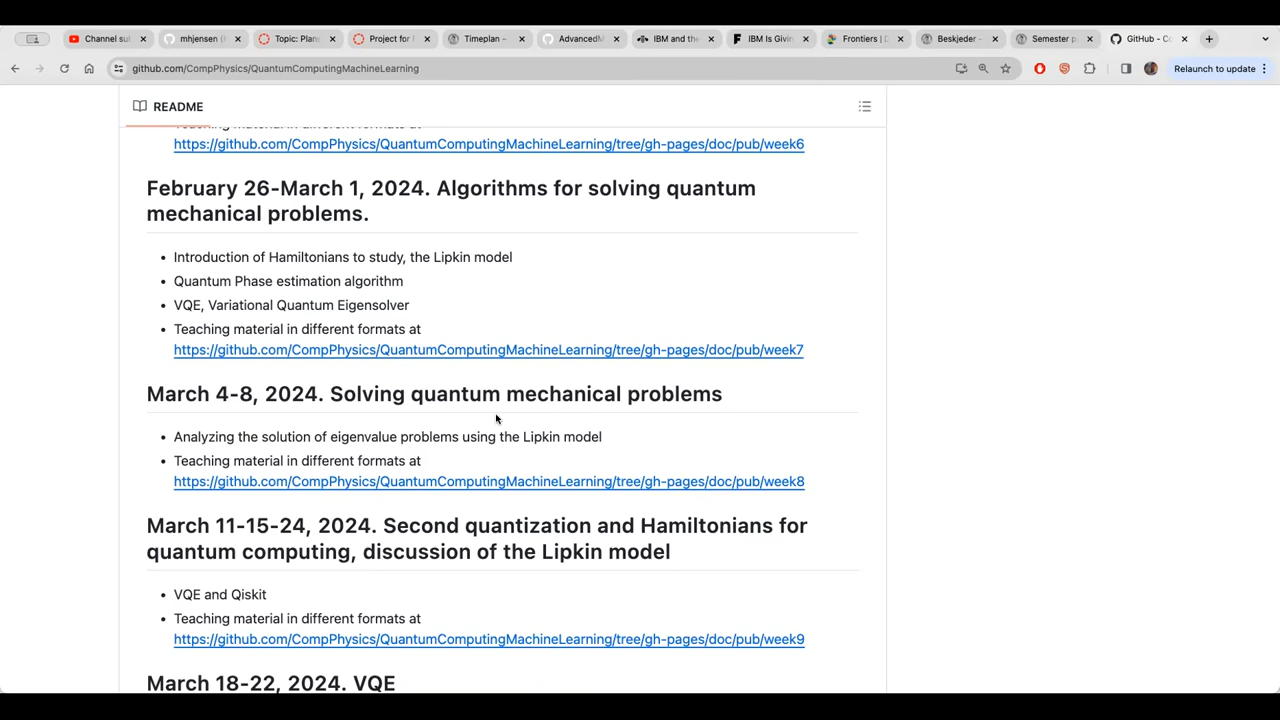 Channel su
mhjensen (
Topic: Plan
Project for
Timeplan –
AdvancedM
IBM and the
IBM Is Givin
Frontiers | D
Beskjeder –
Semester p
GitHub - Co
github.com/CompPhysics/QuantumComputingMachineLearning
Relaunch to update
README
https://github.com/CompPhysics/QuantumComputingMachineLearning/tree/gh-pages/doc/pub/week6
February 26-March 1, 2024. Algorithms for solving quantum
mechanical problems.
• Introduction of Hamiltonians to study, the Lipkin model
• Quantum Phase estimation algorithm
• VQE, Variational Quantum Eigensolver
• Teaching material in different formats at
https://github.com/CompPhysics/QuantumComputingMachineLearning/tree/gh-pages/doc/pub/week7
March 4-8, 2024. Solving quantum mechanical problems
• Analyzing the solution of eigenvalue problems using the Lipkin model
• Teaching material in different formats at
https://github.com/CompPhysics/QuantumComputingMachineLearning/tree/gh-pages/doc/pub/week8
March 11-15-24, 2024. Second quantization and Hamiltonians for
quantum computing, discussion of the Lipkin model
• VQE and Qiskit
• Teaching material in different formats at
https://github.com/CompPhysics/QuantumComputingMachineLearning/tree/gh-pages/doc/pub/week9
March 18-22, 2024. VQE